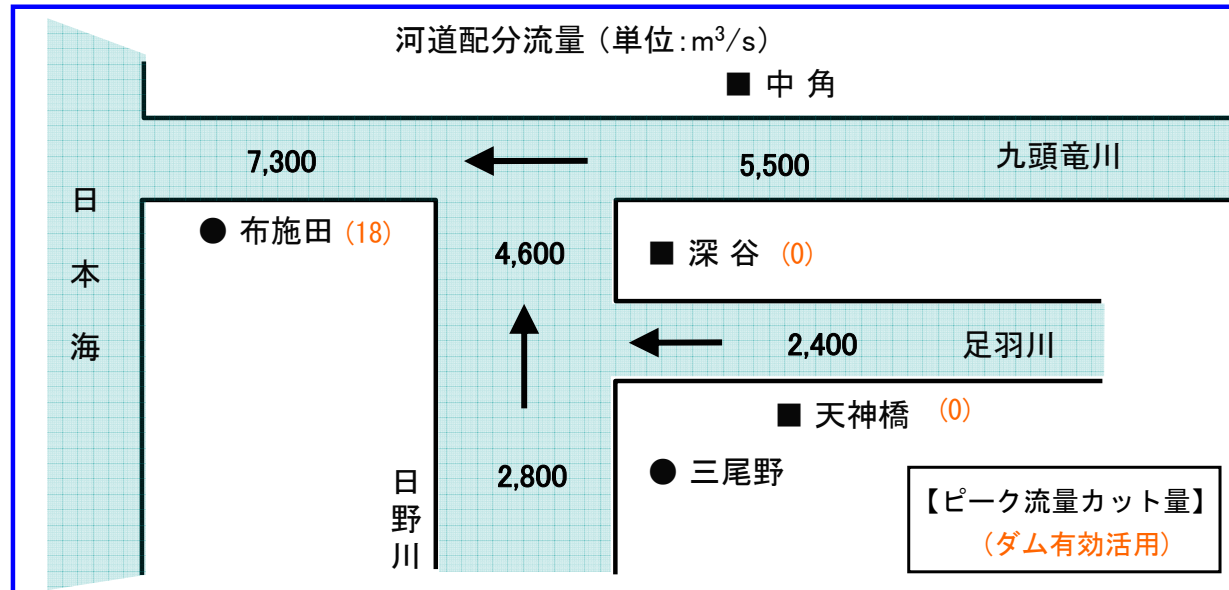 河道配分流量（単位：m³/s）
■ 中 角
7,300
5,500
九頭竜川
日本海
● 布施田 (18)
4,600
■ 深 谷 (0)
2,400
足羽川
■ 天神橋 (0)
2,800
● 三尾野
日野川
【ピーク流量カット量】
(ダム有効活用)